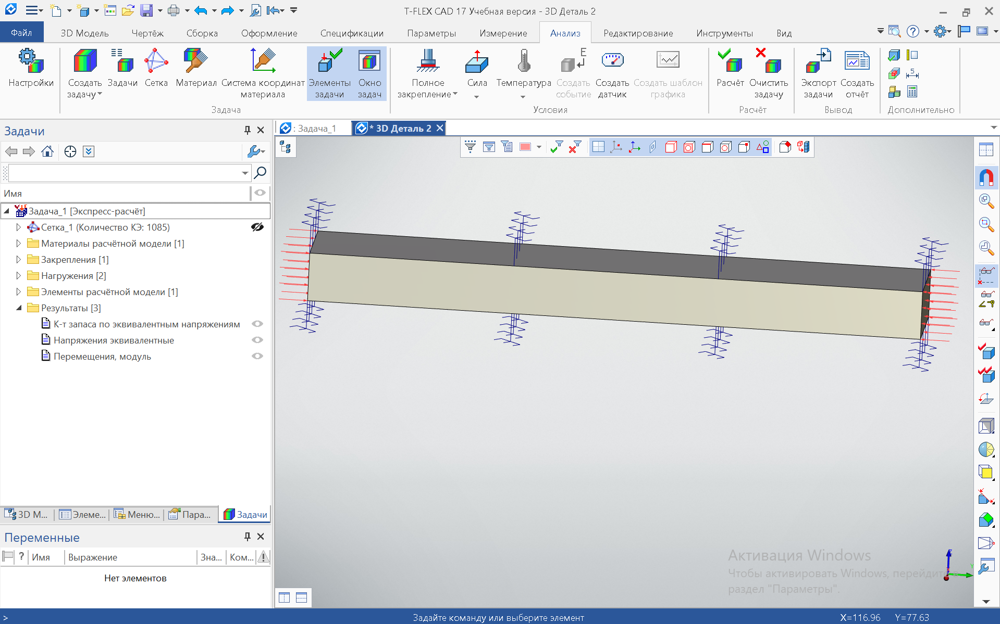 T-FLEX CAD 17 Учебная версия - 3D Деталь 2
Файл
3D Модель
Чертёж
Сборка
Оформление
Спецификации
Параметры
Измерение
Анализ
Редактирование
Инструменты
Вид
Настройки
Создать задачу
Задачи
Сетка
Материал
Система координат материала
Элементы задачи
Окно задач
Задача
Полное закрепление
Сила
Температура
Создать событие
Создать датчик
Создать шаблон графика
Условия
Расчёт
Очистить задачу
Расчёт
Экспорт задачи
Создать отчёт
Вывод
Дополнительно
Задачи
: Задача_1
* 3D Деталь 2
Имя
Задача_1 [Экспресс-расчёт]
Сетка_1 (Количество КЭ: 1085)
Материалы расчётной модели [1]
Закрепления [1]
Нагружения [2]
Элементы расчётной модели [1]
Результаты [3]
К-т запаса по эквивалентным напряжениям
Напряжения эквивалентные
Перемещения, модуль
3D М...
Элеме...
Меню...
Пара...
Задачи
Переменные
? Имя Выражение Зна... Ком...
Нет элементов
Активация Windows
Чтобы активировать Windows, перейдите в
раздел "Параметры".
> Задайте команду или выберите элемент X=116.96 Y=77.63